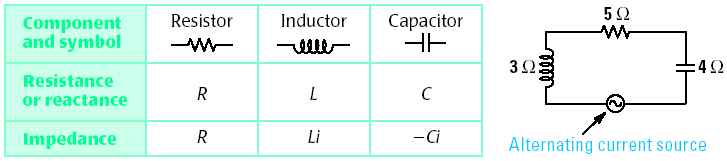 Component and symbol
Resistor
Inductor
Capacitor
Resistance or reactance
R
L
C
Impedance
R
Li
−Ci
5 Ω
3 Ω
4 Ω
Alternating current source